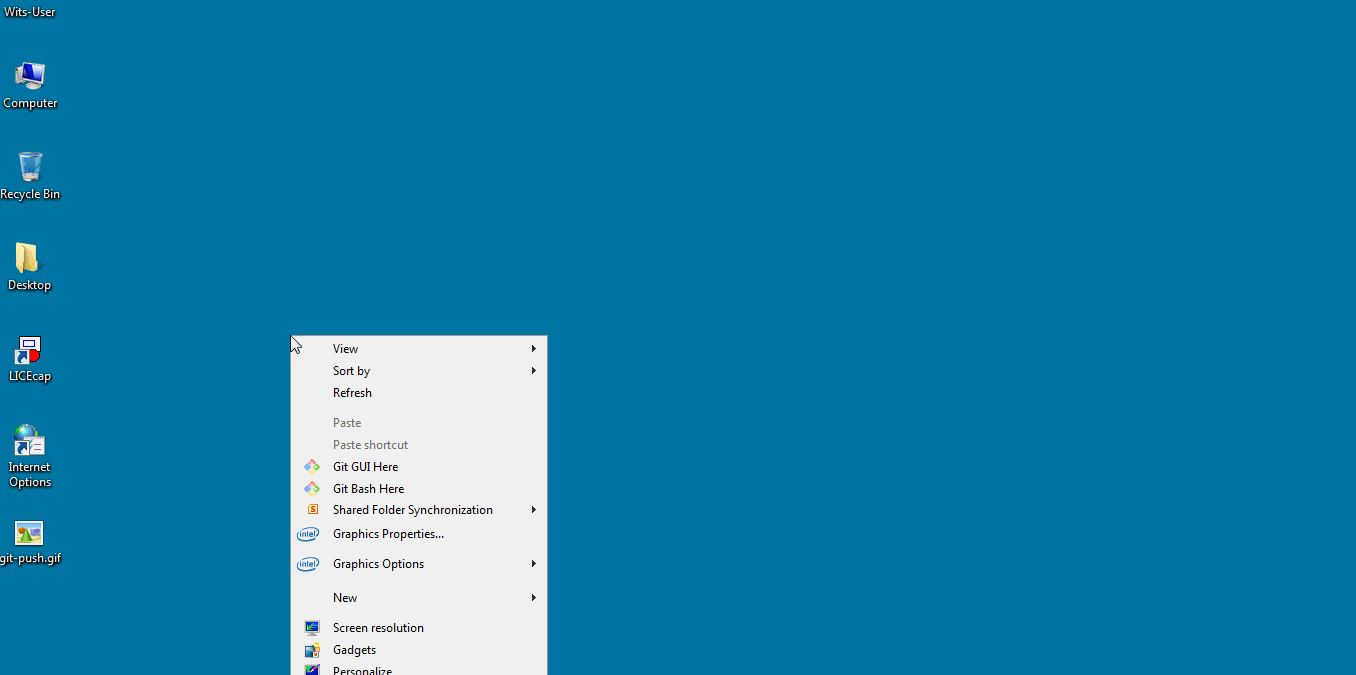 Wits-User
Computer
Recycle Bin
Desktop
LICEcap
Internet
Options
git-push.gif
View
Sort by
Refresh
Paste
Paste shortcut
Git GUI Here
Git Bash Here
S
Shared Folder Synchronization
intel
Graphics Properties...
intel
Graphics Options
New
Screen resolution
Gadgets
Personalize